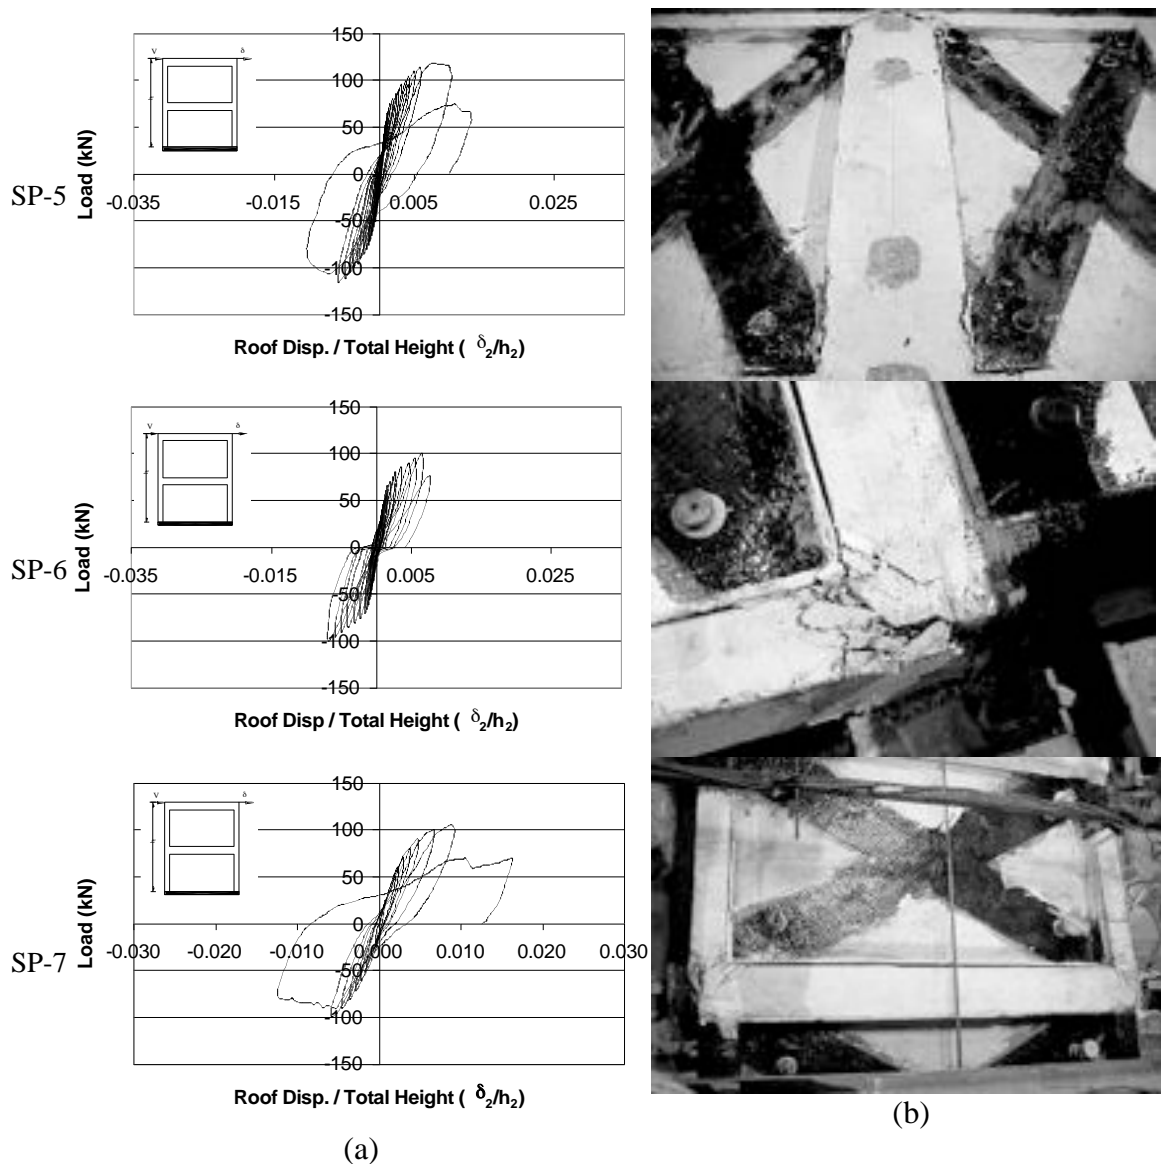 SP-5
Load (kN)
V
δ
150
100
50
0
-50
-100
-150
-0.035 -0.015 0.005 0.025
Roof Disp. / Total Height ( δ₂/h₂)
SP-6
Load (kN)
V
δ
150
100
50
0
-50
-100
-150
-0.035 -0.015 0.005 0.025
Roof Disp / Total Height ( δ₂/h₂)
SP-7
Load (kN)
V
δ
150
100
50
0
-50
-100
-150
-0.030 -0.020 -0.010 0.000 0.010 0.020 0.030
Roof Disp. / Total Height ( δ₂/h₂)
(a)
(b)